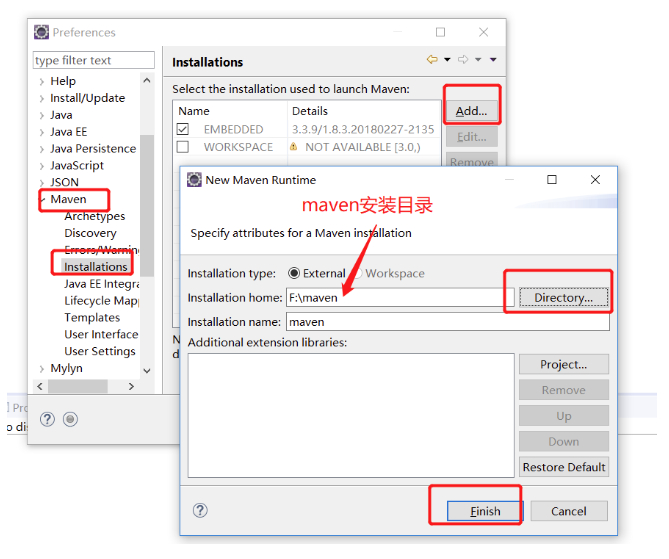 Preferences
type filter text
Help
Install/Update
Java
Java EE
Java Persistence
JavaScript
JSON
Maven
Archetypes
Discovery
Errors/Warnin
Installations
Java EE Integra
Lifecycle Mapp
Templates
User Interface
User Settings
Mylyn
Installations
Select the installation used to launch Maven:
Name Details
EMBEDDED 3.3.9/1.8.3.20180227-2135
WORKSPACE NOT AVAILABLE [3.0,)
Add...
Edit...
Remove
New Maven Runtime
maven安装目录
Specify attributes for a Maven installation
Installation type: External Workspace
Installation home: F:\maven Directory...
Installation name: maven
Additional extension libraries:
Project...
Remove
Up
Down
Restore Default
Finish Cancel